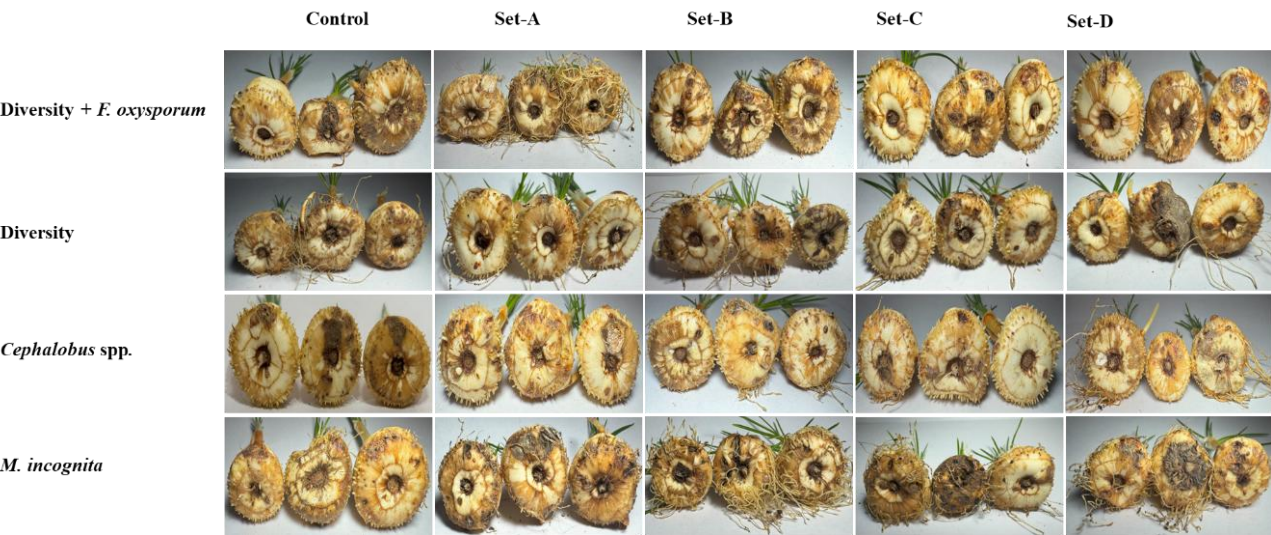 Control Set-A Set-B Set-C Set-D
Diversity + F. oxysporum
Diversity
Cephalobus spp.
M. incognita